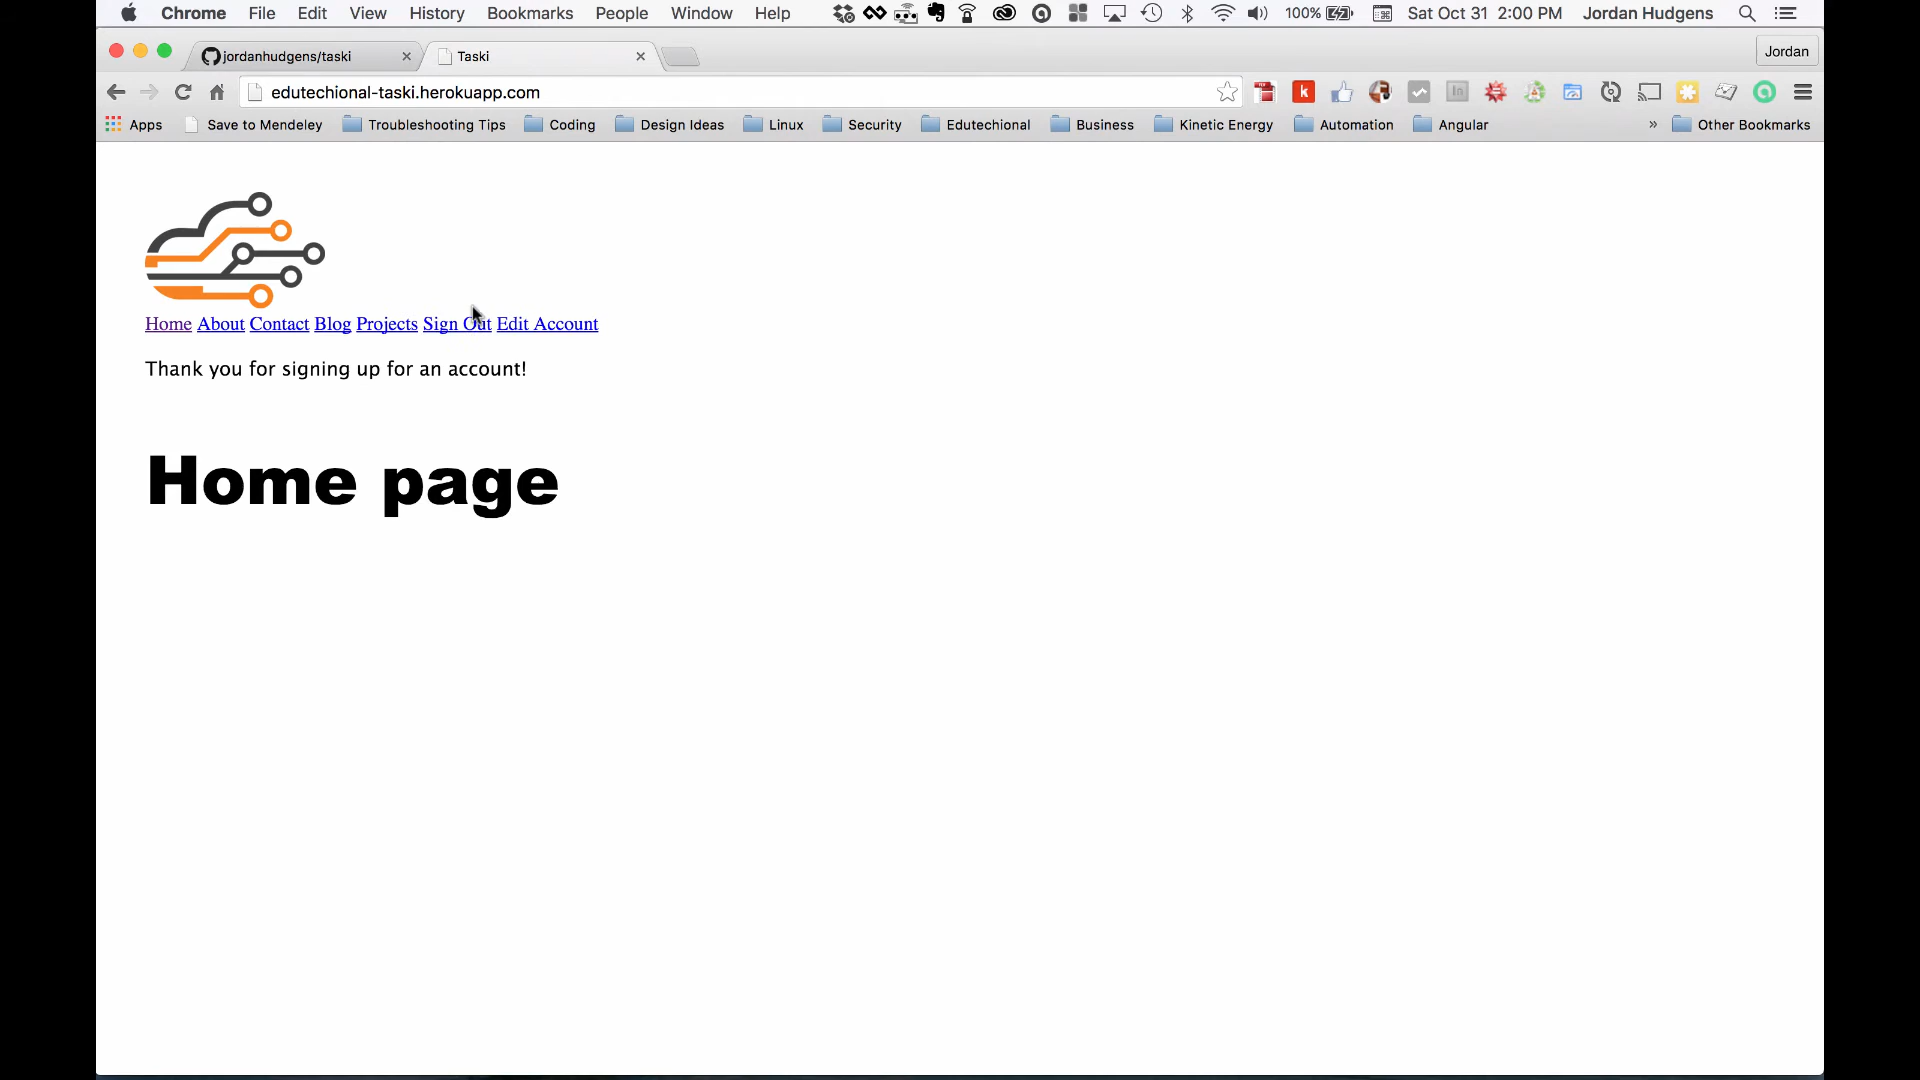 Chrome File Edit View History Bookmarks People Window Help 100% Sat Oct 31 2:00 PM Jordan Hudgens
jordanhudgens/taski Taski Jordan
edutechional-taski.herokuapp.com
Apps Save to Mendeley Troubleshooting Tips Coding Design Ideas Linux Security Edutechional Business Kinetic Energy Automation Angular » Other Bookmarks
Home About Contact Blog Projects Sign Out Edit Account
Thank you for signing up for an account!
Home page